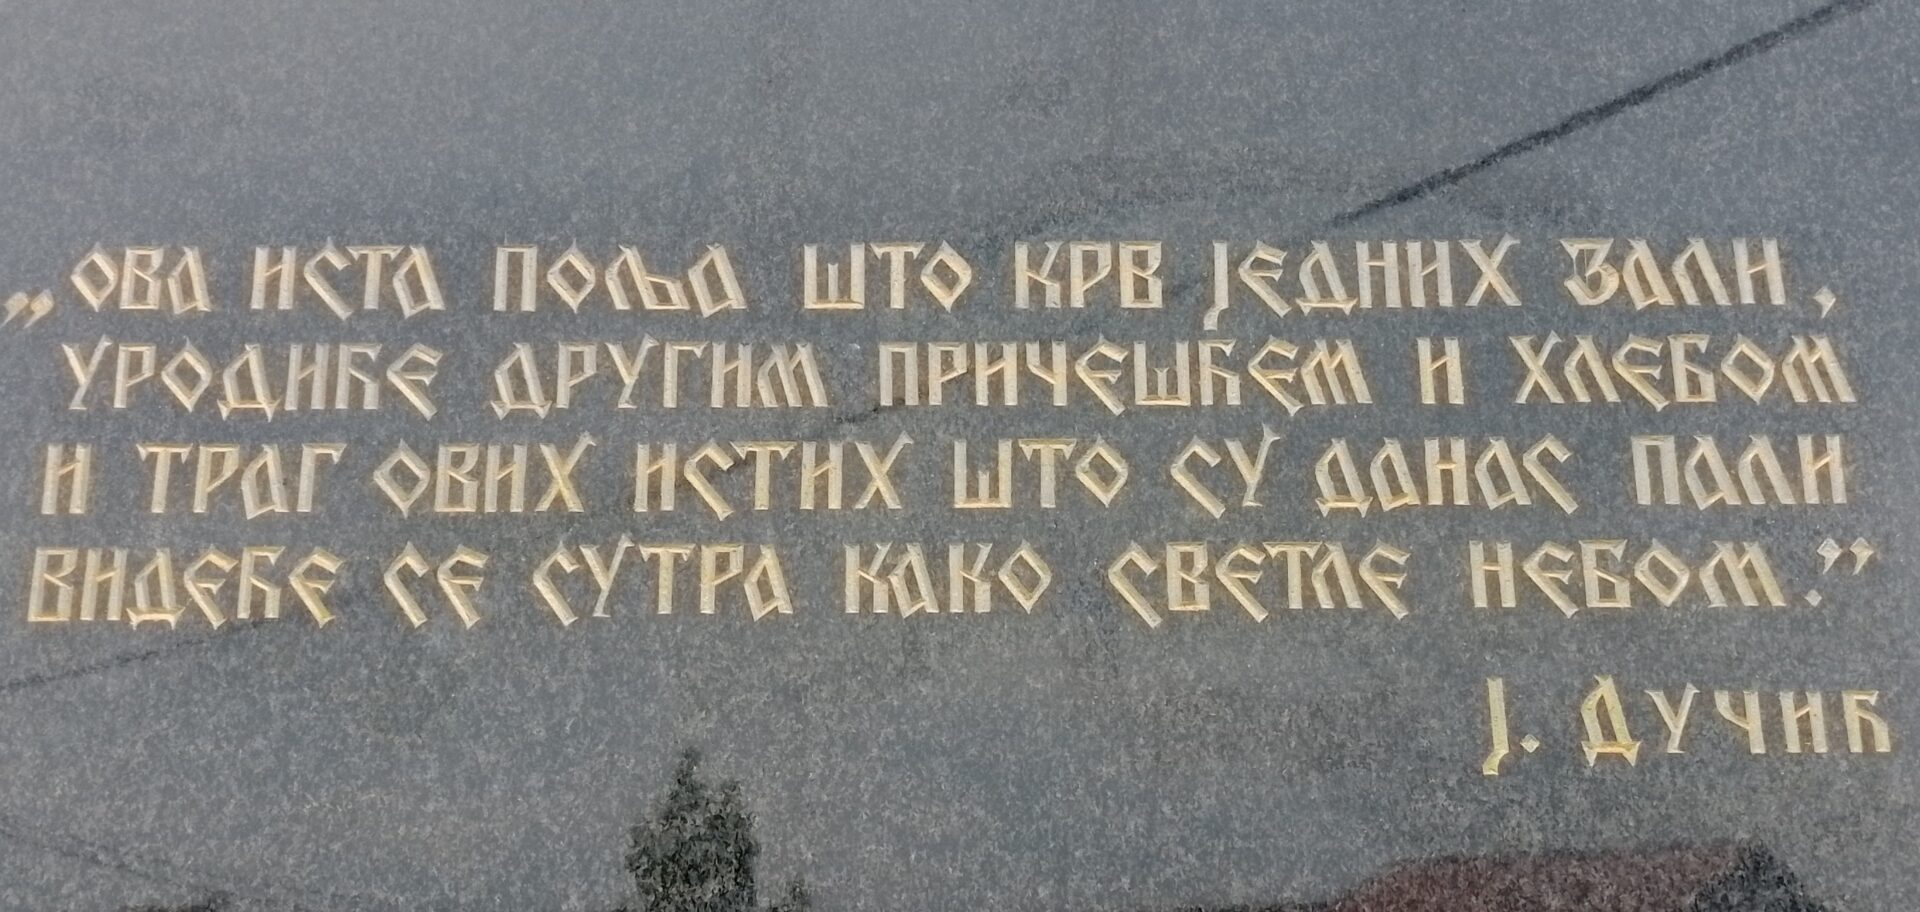 „ОВА ИСТА ПОЉА ШТО КРВ ЈЕДНИХ ЗАЛИ,
УРОДИЋЕ ДРУГИМ ПРИЧЕШЋЕМ И ХЛЕБОМ
И ТРАГ ОВИХ ИСТИХ ШТО СУ ДАНАС ПАЛИ
ВИДЕЋЕ СЕ СУТРА КАКО СВЕТЛЕ НЕБОМ.”
Ј. ДУЧИЋ